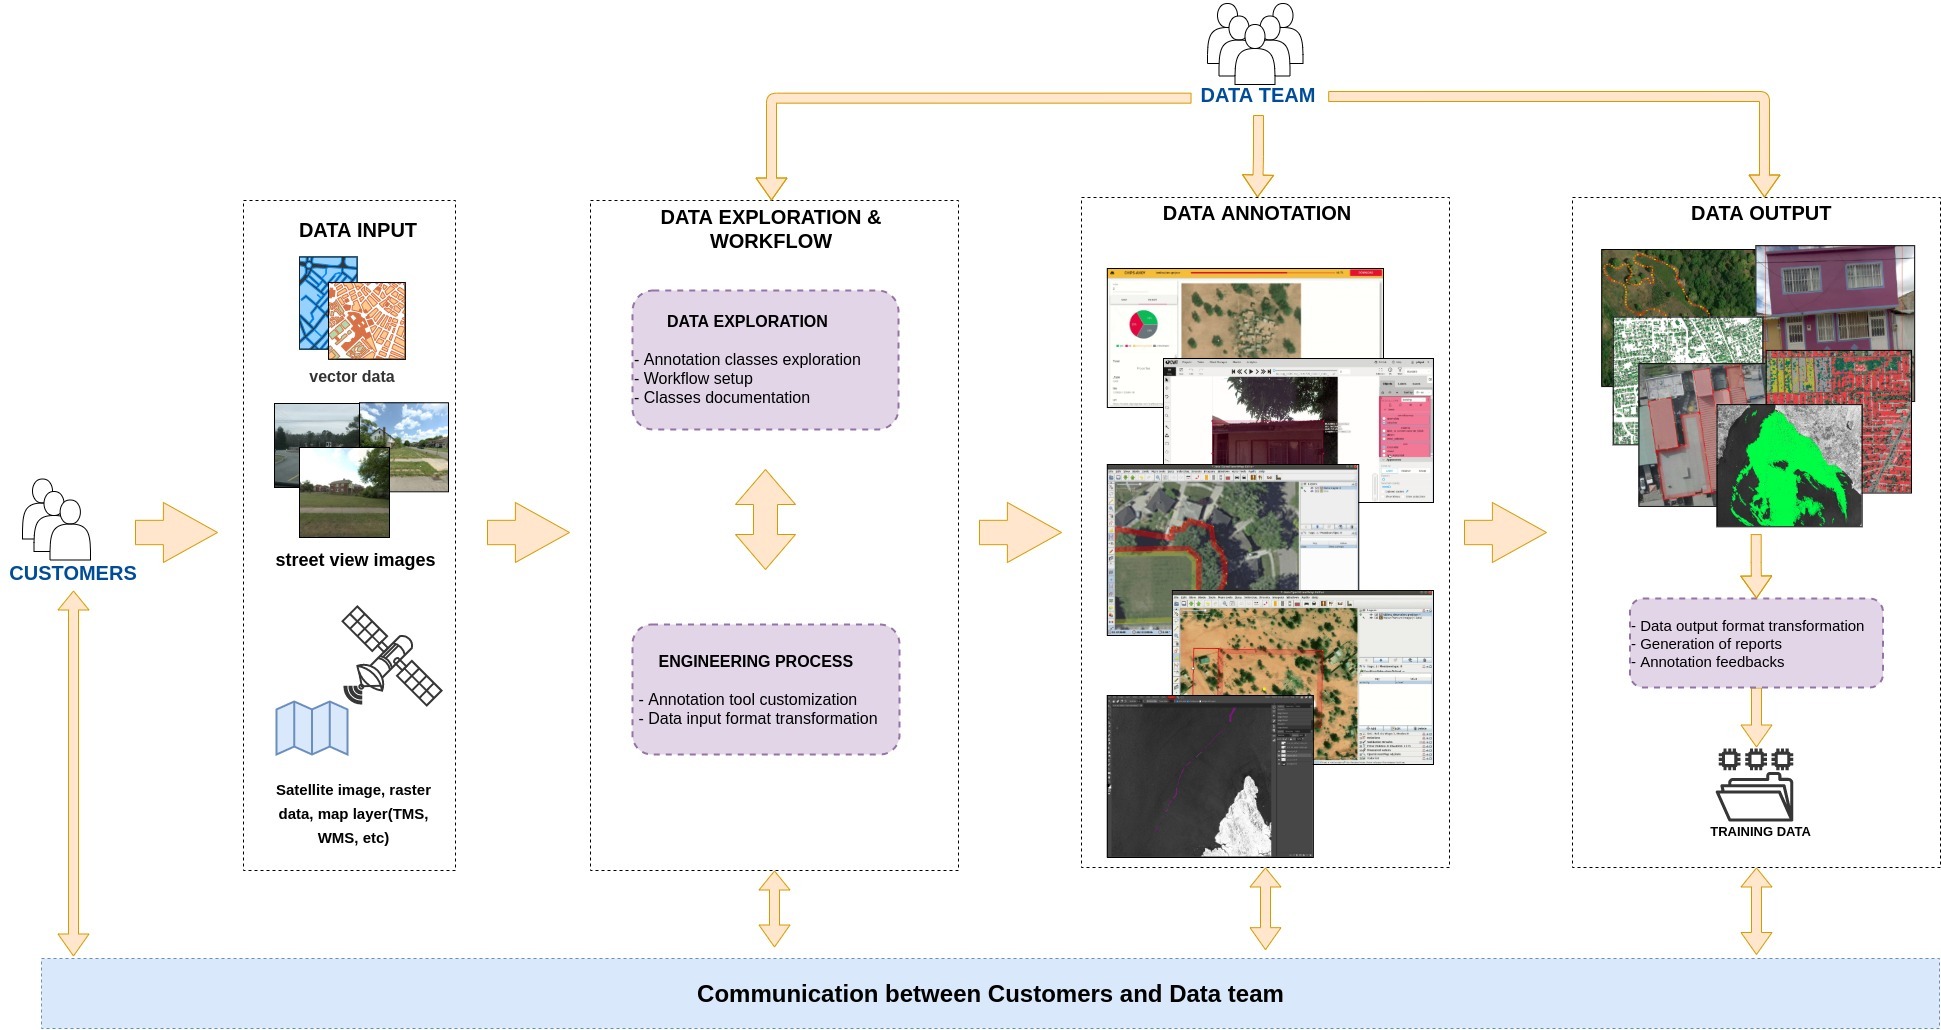 DATA TEAM
DATA INPUT
vector data
street view images
Satellite image, raster
data, map layer(TMS,
WMS, etc)
CUSTOMERS
DATA EXPLORATION &
WORKFLOW
DATA EXPLORATION
- Annotation classes exploration
- Workflow setup
- Classes documentation
ENGINEERING PROCESS
- Annotation tool customization
- Data input format transformation
DATA ANNOTATION
DATA OUTPUT
- Data output format transformation
- Generation of reports
- Annotation feedbacks
TRAINING DATA
Communication between Customers and Data team